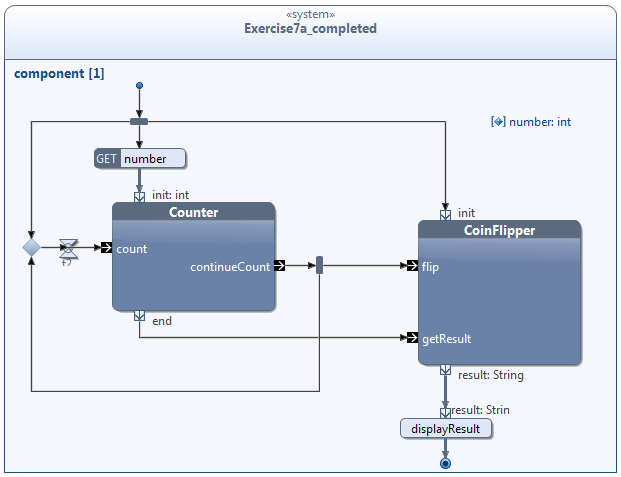 «system»
Exercise7a_completed
component [1]
number: int
GET number
init: int
Counter
count
continueCount
end
init
CoinFlipper
flip
getResult
result: String
result: Strin
displayResult